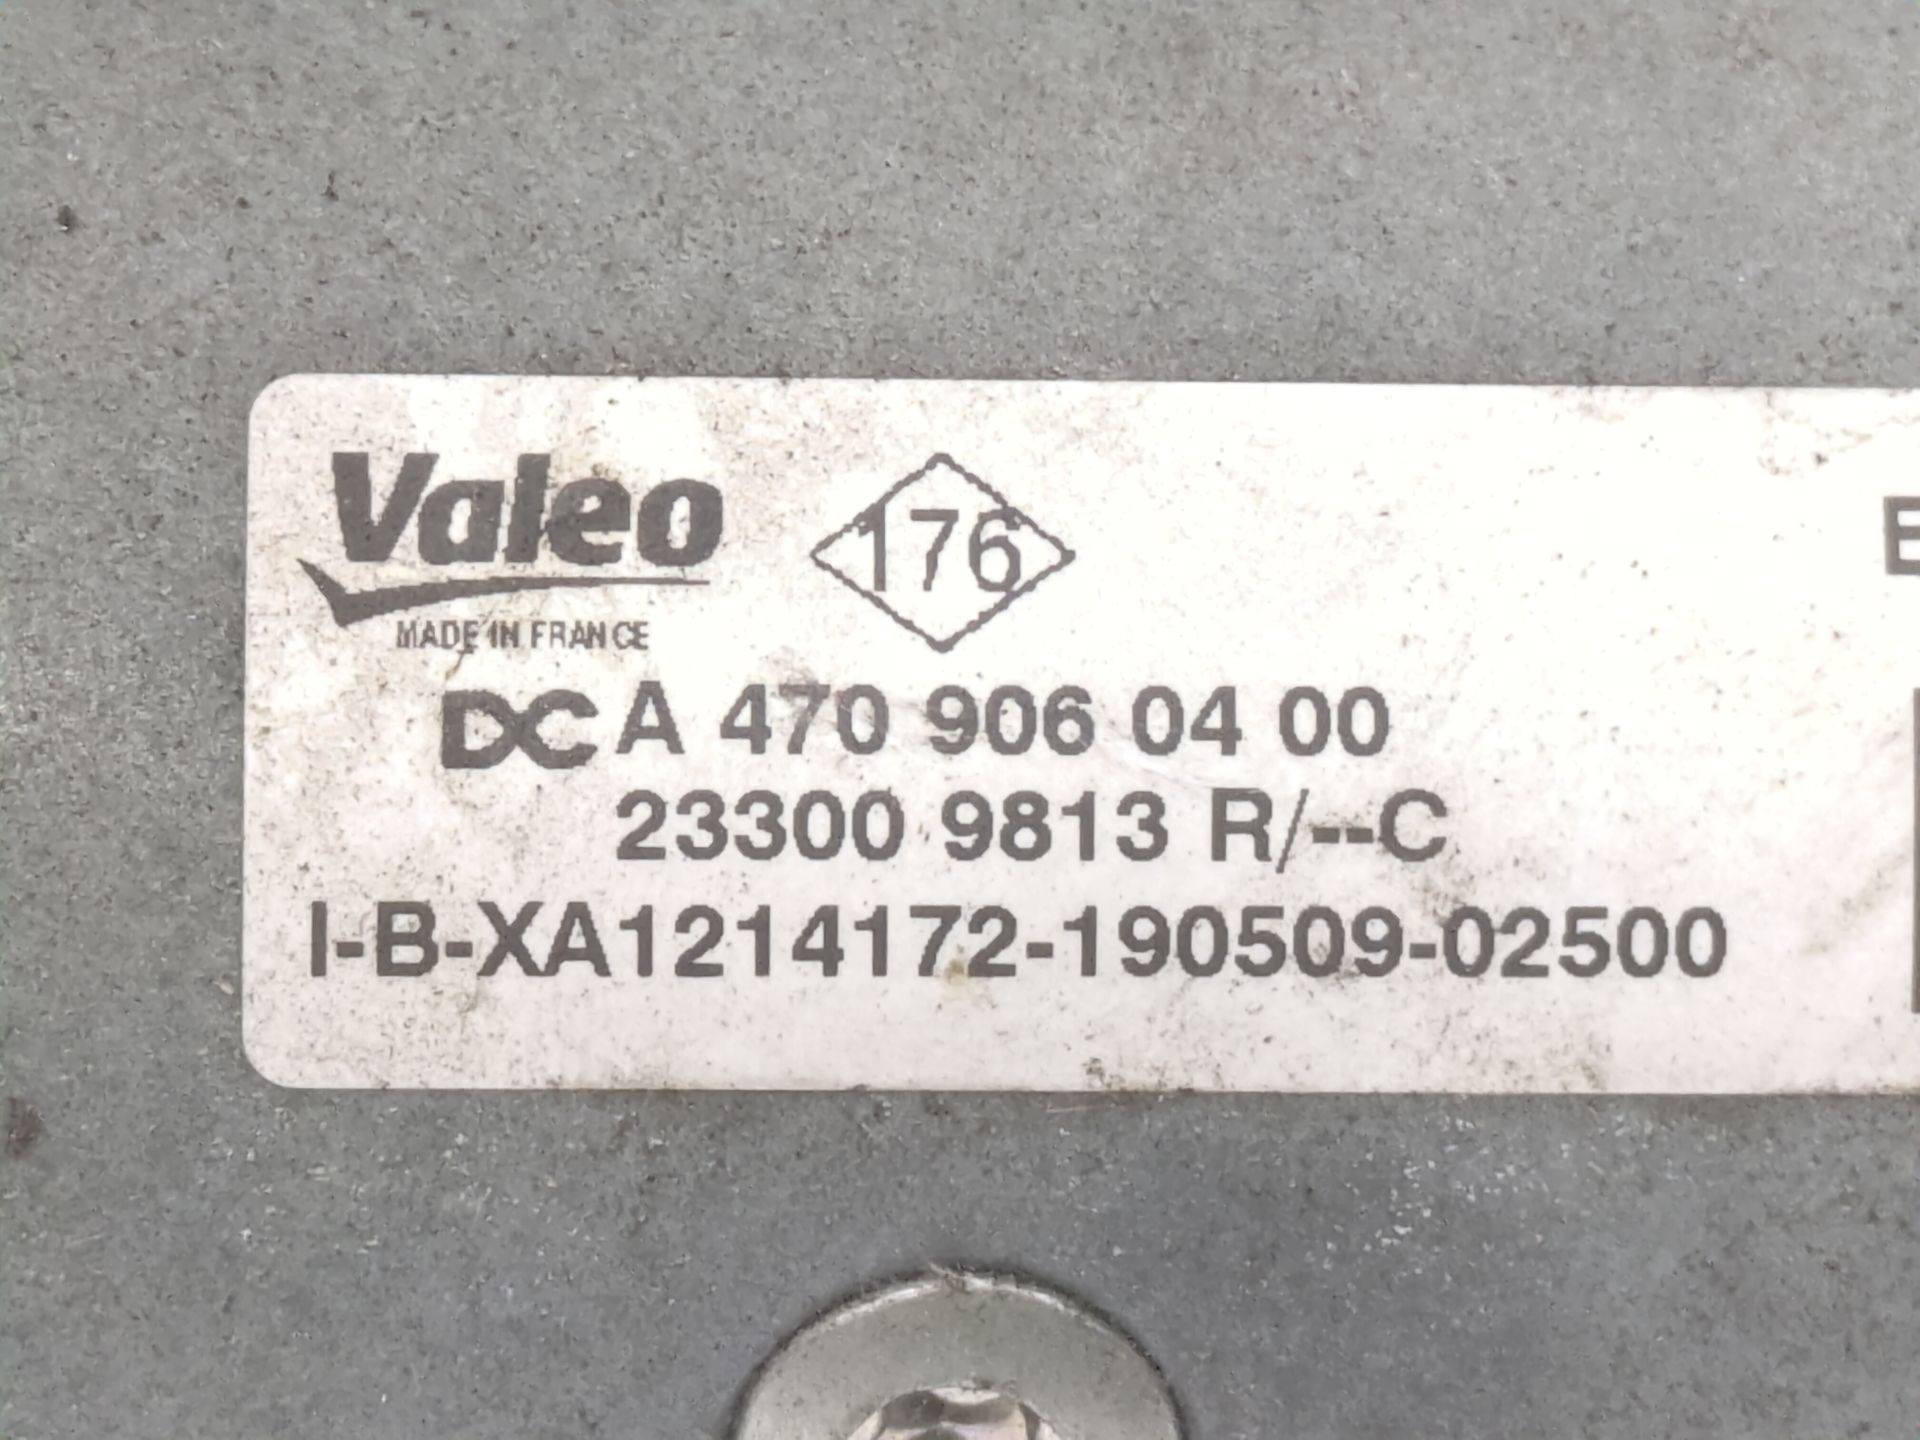 Valeo
176
MADE IN FRANCE
DC A 470 906 04 00
23300 9813 R/--C
I-B-XA1214172-190509-02500